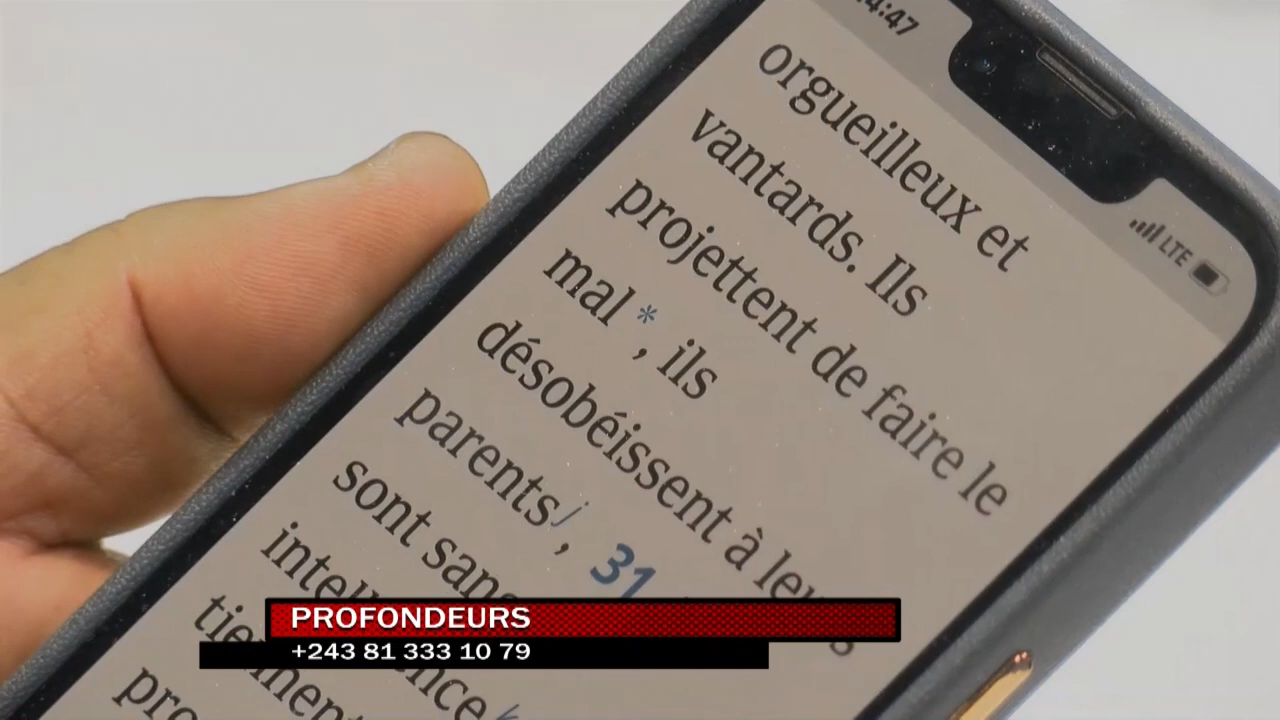 4:47
LTE
orgueilleux et
vantards. Ils
projettent de faire le
mal*, ils
désobéissent à leurs
parents j, 31
sont sans
PROFONDEURS
+243 81 333 10 79